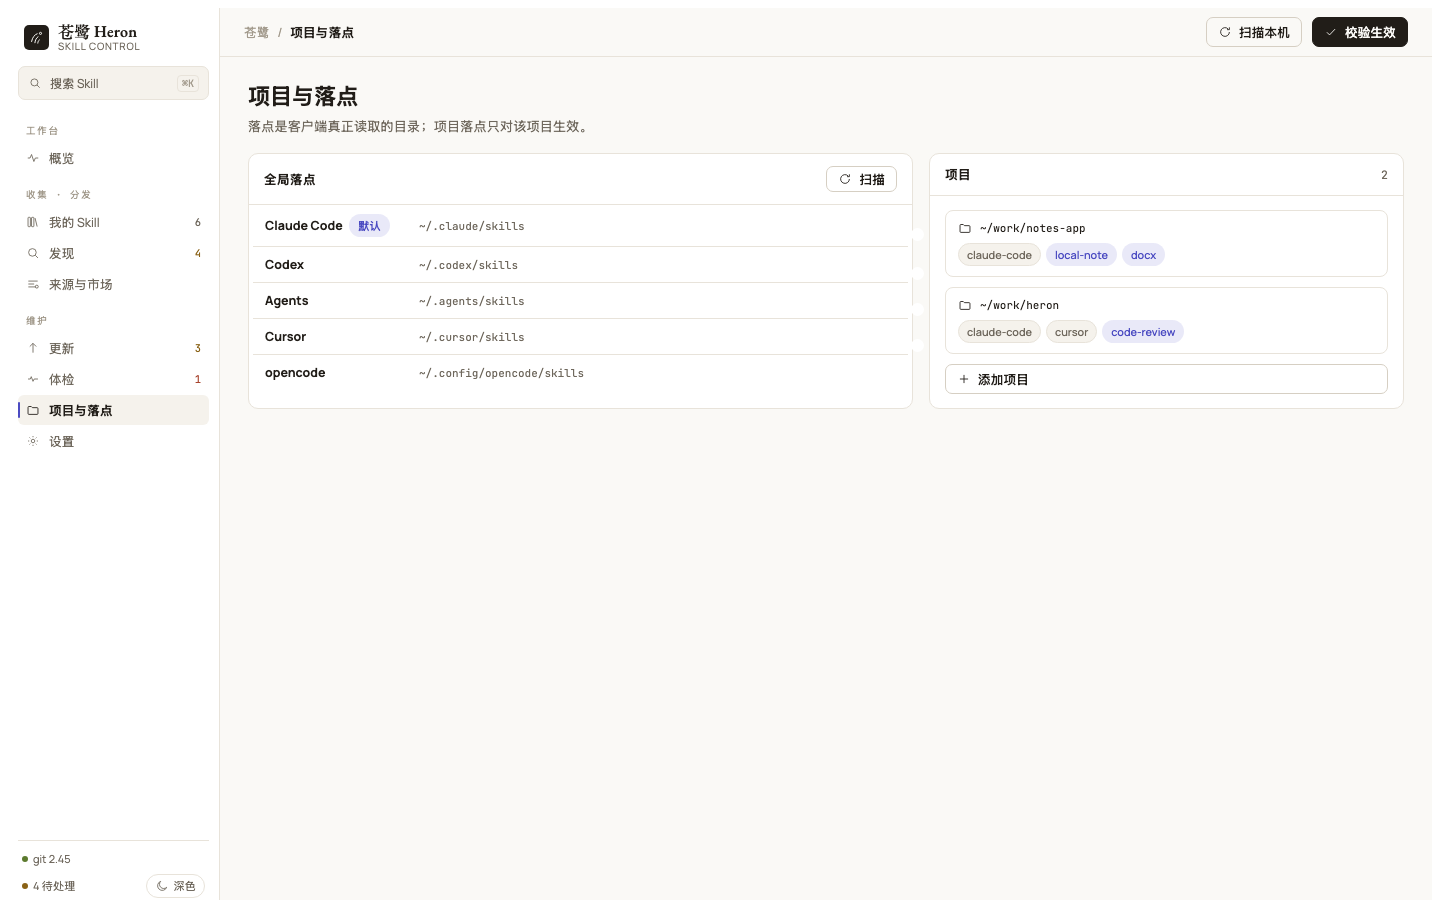 苍鹭 Heron
SKILL CONTROL
搜索 Skill ⌘K
工作台
概览
收集 · 分发
我的 Skill 6
发现 4
来源与市场
维护
更新 3
体检 1
项目与落点
设置
git 2.45
4 待处理 深色
苍鹭 / 项目与落点
扫描本机 校验生效
项目与落点
落点是客户端真正读取的目录；项目落点只对该项目生效。
全局落点 扫描
Claude Code 默认 ~/.claude/skills
Codex ~/.codex/skills
Agents ~/.agents/skills
Cursor ~/.cursor/skills
opencode ~/.config/opencode/skills
项目 2
~/work/notes-app
claude-code local-note docx
~/work/heron
claude-code cursor code-review
添加项目